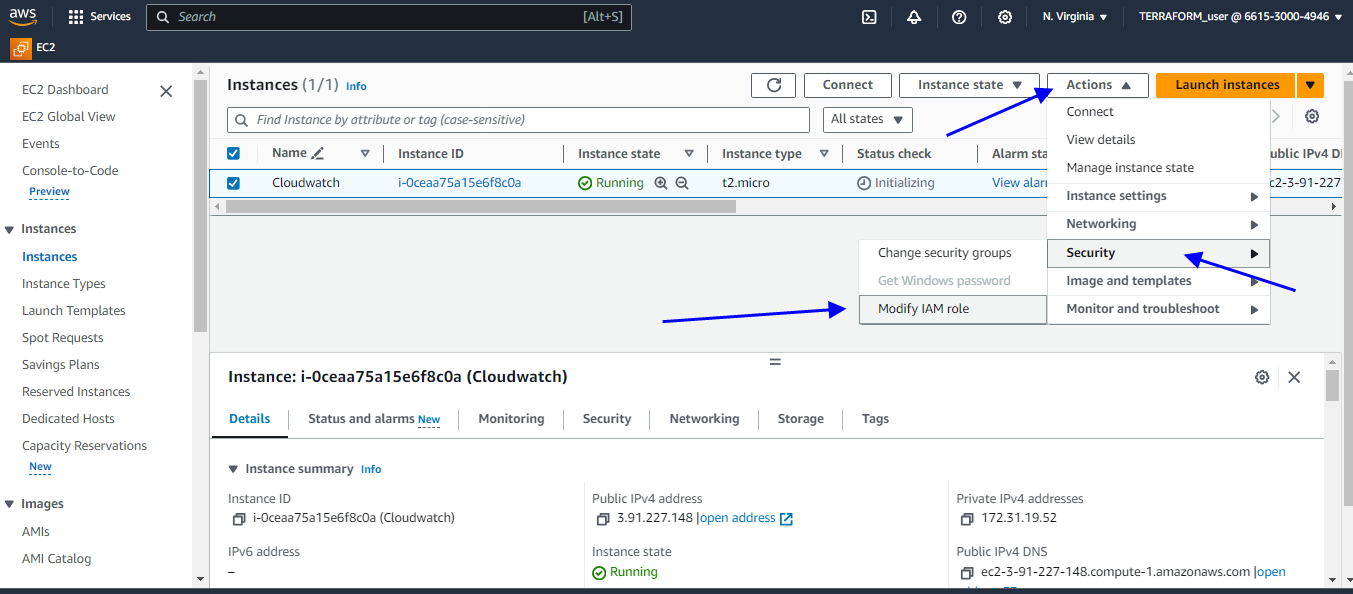 aws Services Search [Alt+S] N. Virginia TERRAFORM_user @ 6615-3000-4946
EC2
EC2 Dashboard
EC2 Global View
Events
Console-to-Code
Preview
Instances
Instances
Instance Types
Launch Templates
Spot Requests
Savings Plans
Reserved Instances
Dedicated Hosts
Capacity Reservations
New
Images
AMIs
AMI Catalog
Instances (1/1) Info
Connect Instance state Actions Launch instances
Find Instance by attribute or tag (case-sensitive) All states
Name Instance ID Instance state Instance type Status check Alarm sta ublic IPv4 D
Cloudwatch i-0ceaa75a15e6f8c0a Running t2.micro Initializing View alarn ec2-3-91-227
Connect
View details
Manage instance state
Instance settings
Networking
Security
Image and templates
Monitor and troubleshoot
Change security groups
Get Windows password
Modify IAM role
Instance: i-0ceaa75a15e6f8c0a (Cloudwatch)
Details Status and alarms New Monitoring Security Networking Storage Tags
Instance summary Info
Instance ID
i-0ceaa75a15e6f8c0a (Cloudwatch)
IPv6 address
–
Public IPv4 address
3.91.227.148 |open address
Instance state
Running
Private IPv4 addresses
172.31.19.52
Public IPv4 DNS
ec2-3-91-227-148.compute-1.amazonaws.com |open